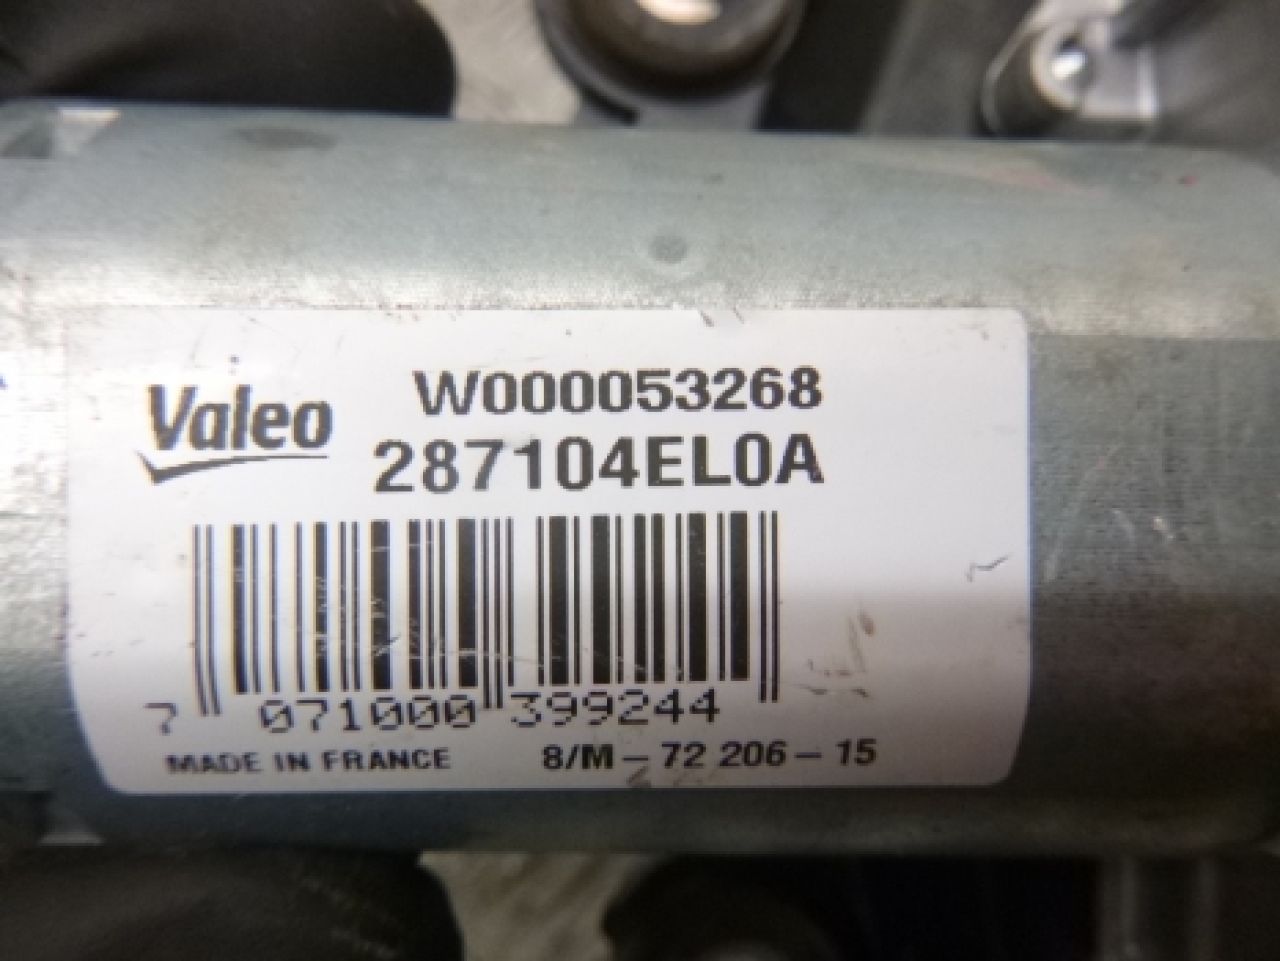 Valeo
W000053268
287104EL0A
7 071000 399244
MADE IN FRANCE 8/M-72 206-15